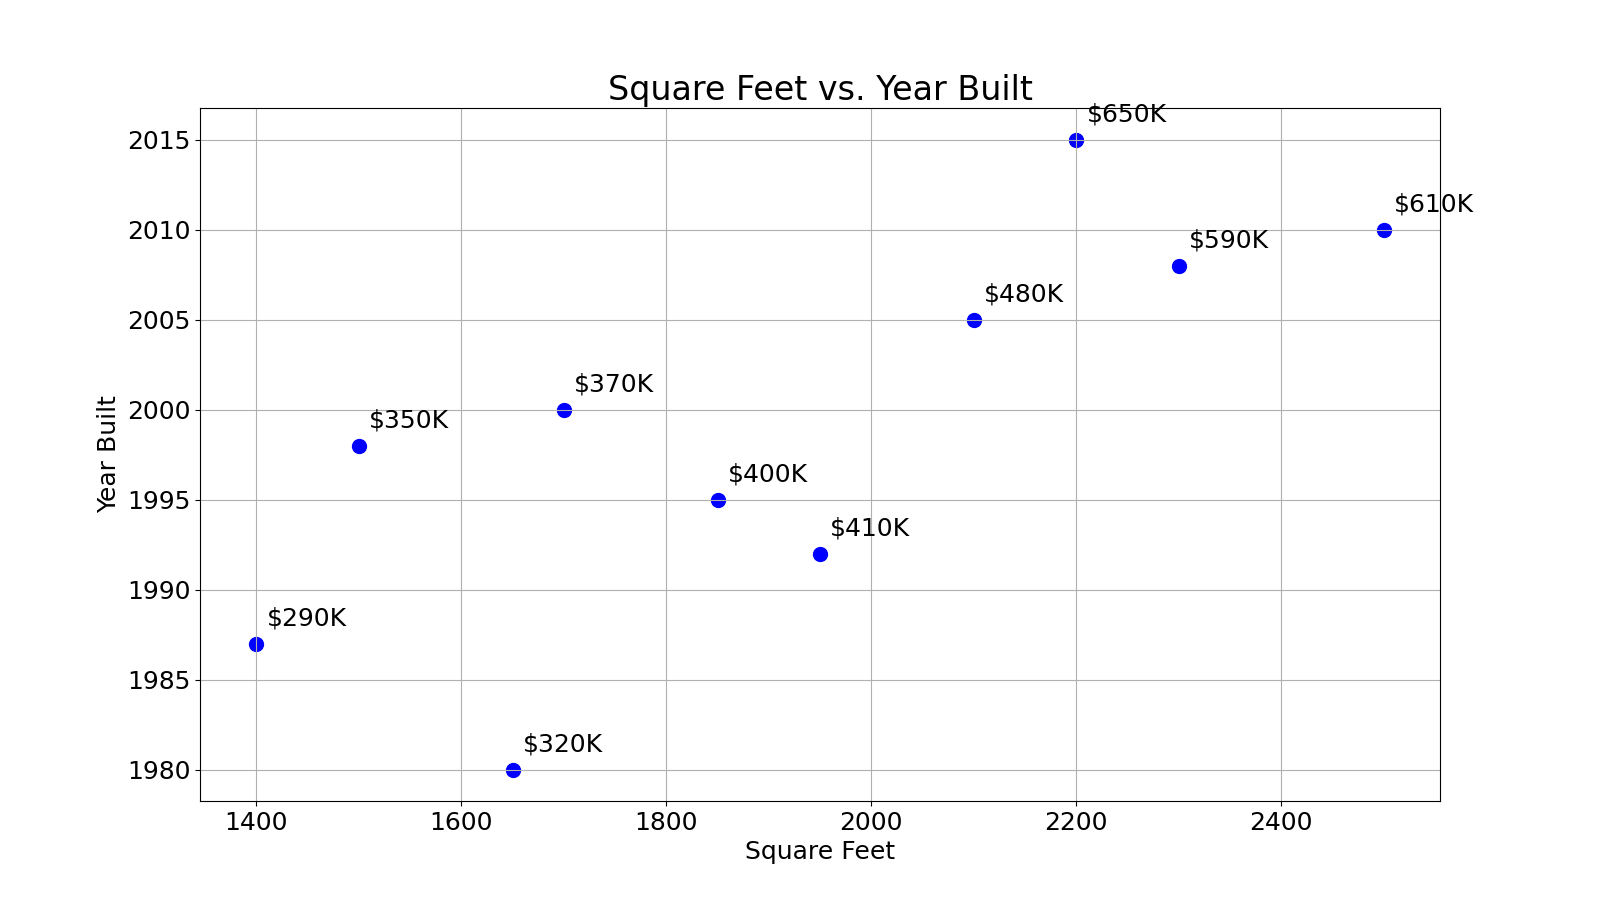 Square Feet vs. Year Built
$650K
2015
$610K
2010
$590K
$480K
2005
$370K
2000
$350K
$400K
1995
$410K
1990
$290K
1985
$320K
1980
Year Built
1400 1600 1800 2000 2200 2400
Square Feet